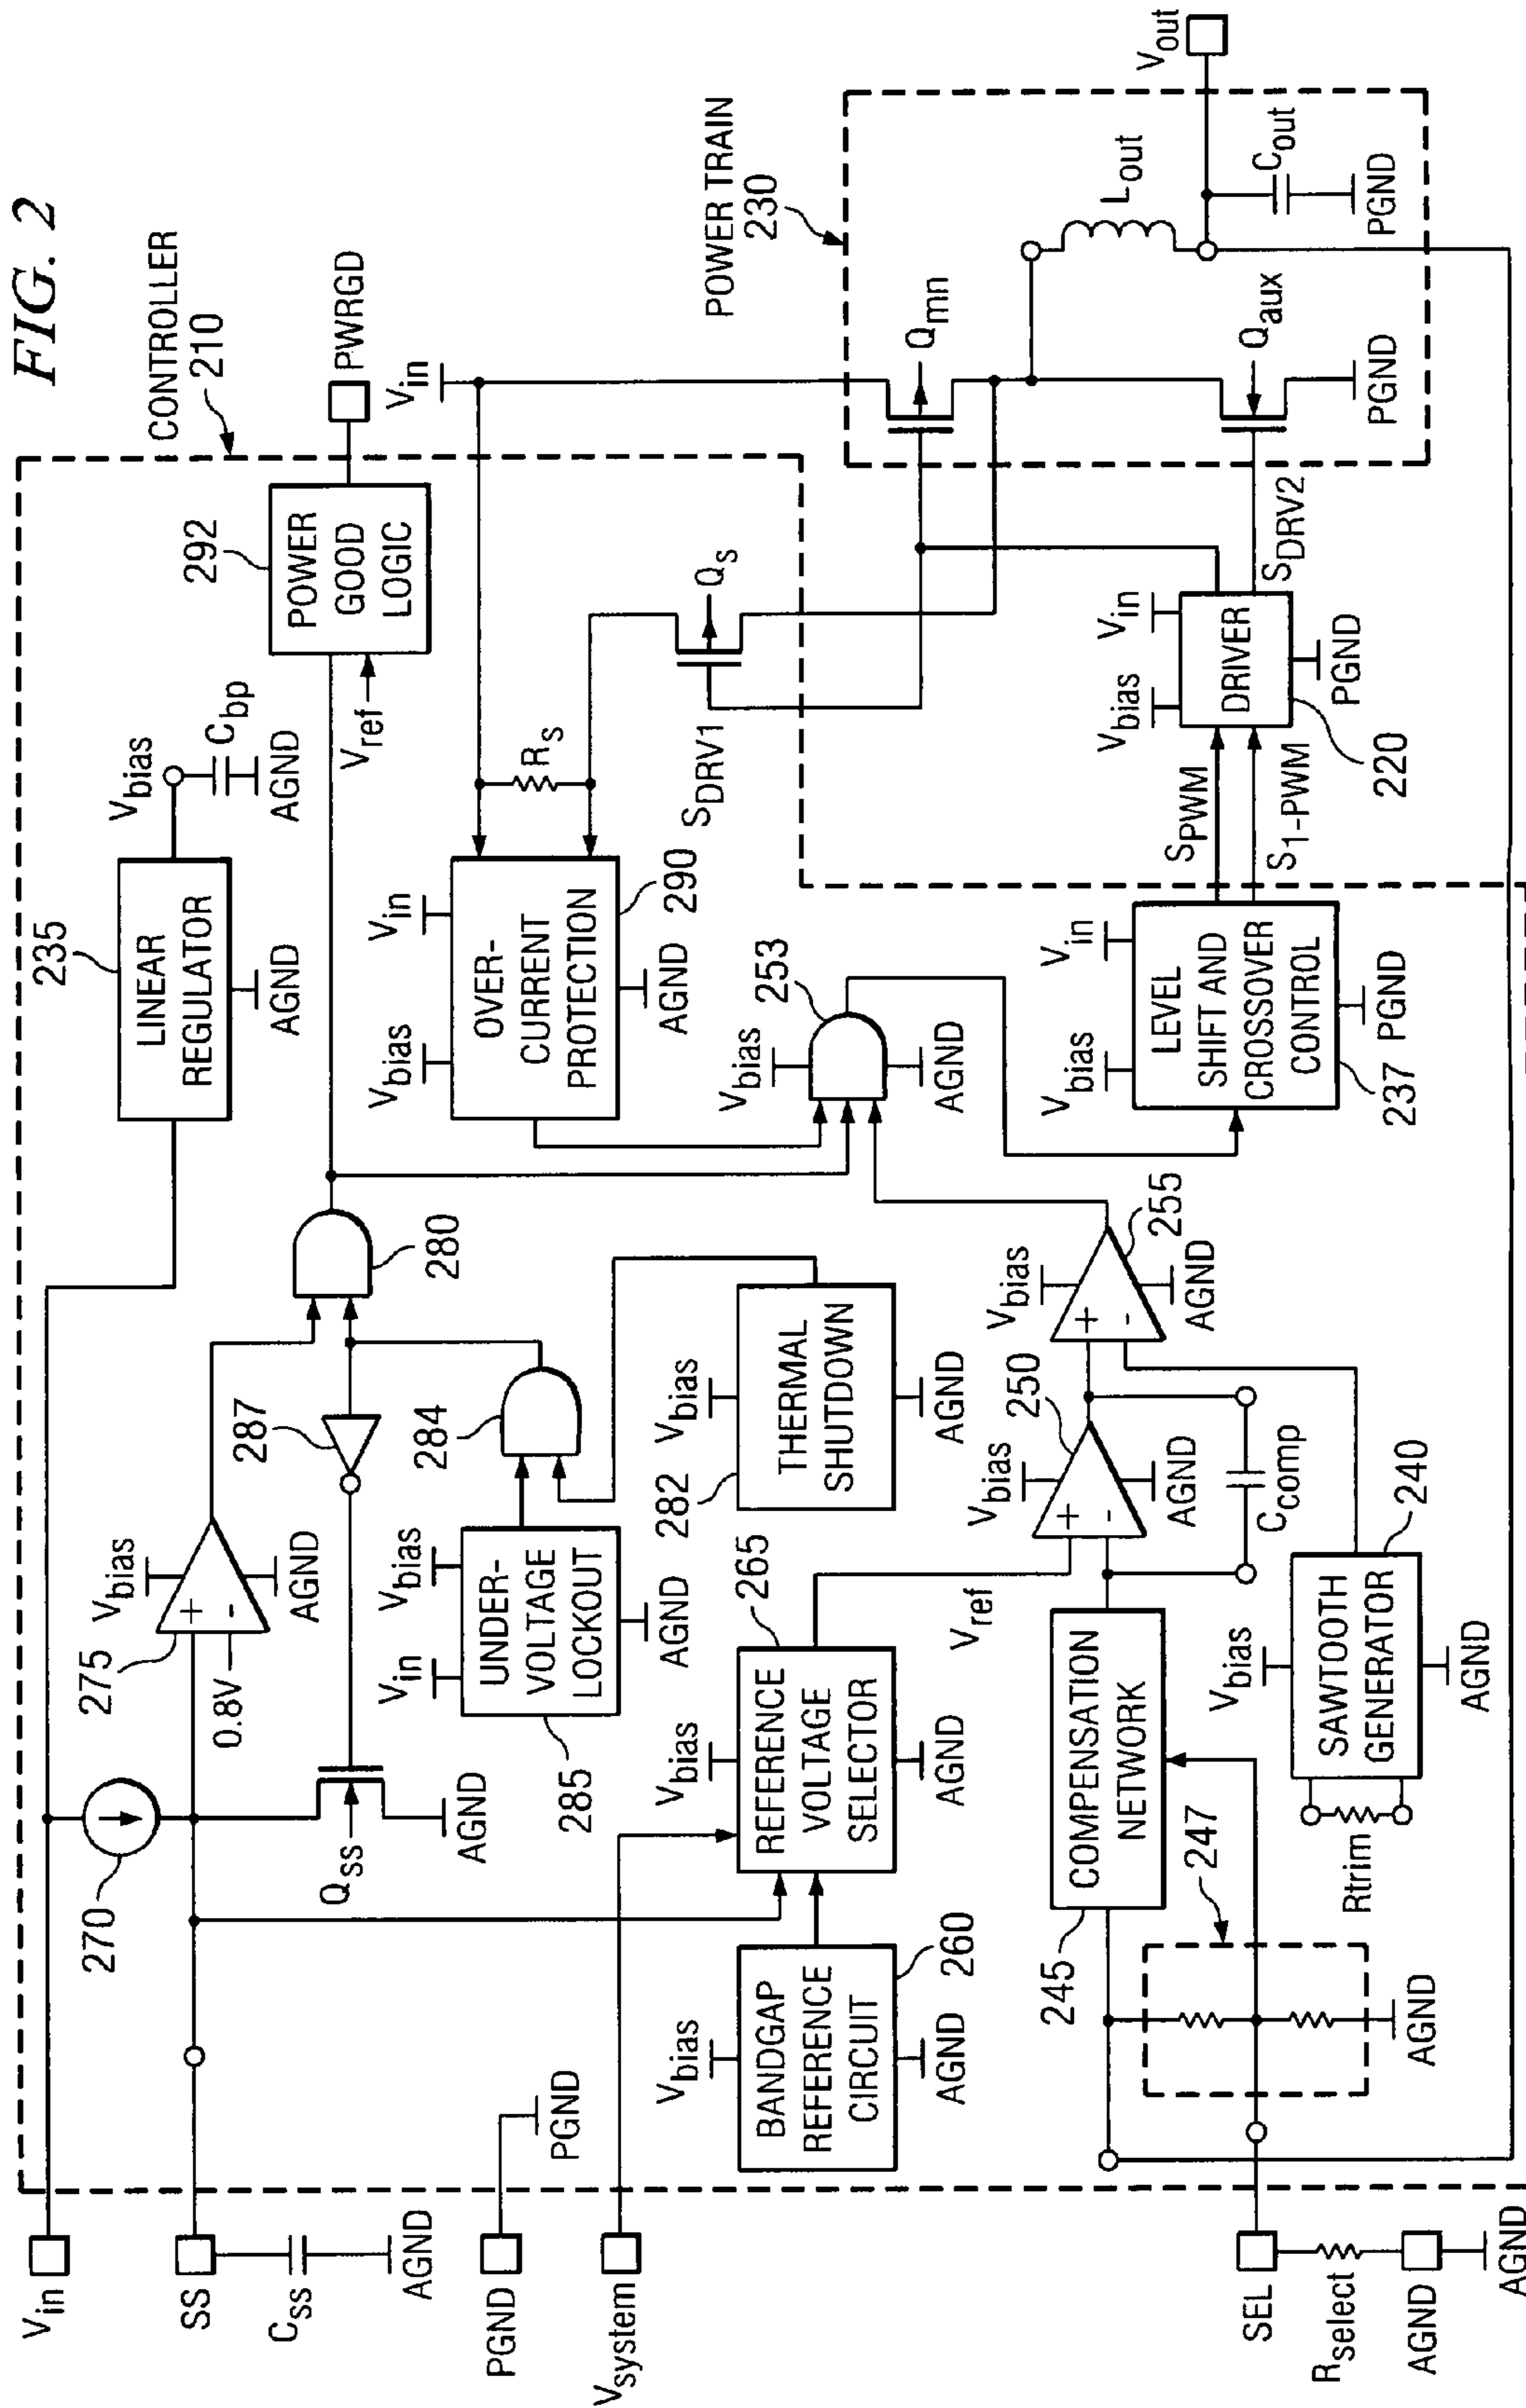 FIG. 2
CONTROLLER
210
PWRGD
292
POWER
GOOD
LOGIC
Vref
235
LINEAR
REGULATOR
AGND
Vbias
Cbp
AGND
Vin
POWER TRAIN
230
Qmn
Qaux
PGND
Lout
Cout
PGND
Vout
Qs
Rs
SDRV1
SDRV2
Vbias
Vin
OVER-
CURRENT
PROTECTION
290
AGND
Vbias
253
AGND
Vbias
Vin
LEVEL
SHIFT AND
CROSSOVER
CONTROL
237
PGND
SPWM
S1-PWM
Vbias
Vin
DRIVER
220
PGND
280
287
284
275
Vbias
+
-
0.8V
AGND
270
Qss
AGND
Vin
Vbias
UNDER-
VOLTAGE
LOCKOUT
285
AGND
282
Vbias
THERMAL
SHUTDOWN
AGND
265
Vbias
REFERENCE
VOLTAGE
SELECTOR
AGND
Vbias
BANDGAP
REFERENCE
CIRCUIT
260
AGND
Vref
250
Vbias
+
-
AGND
255
Vbias
+
-
AGND
Ccomp
245
COMPENSATION
NETWORK
247
AGND
Vbias
SAWTOOTH
GENERATOR
240
AGND
Rtrim
Vin
SS
Css
AGND
PGND
PGND
Vsystem
SEL
Rselect
AGND
AGND